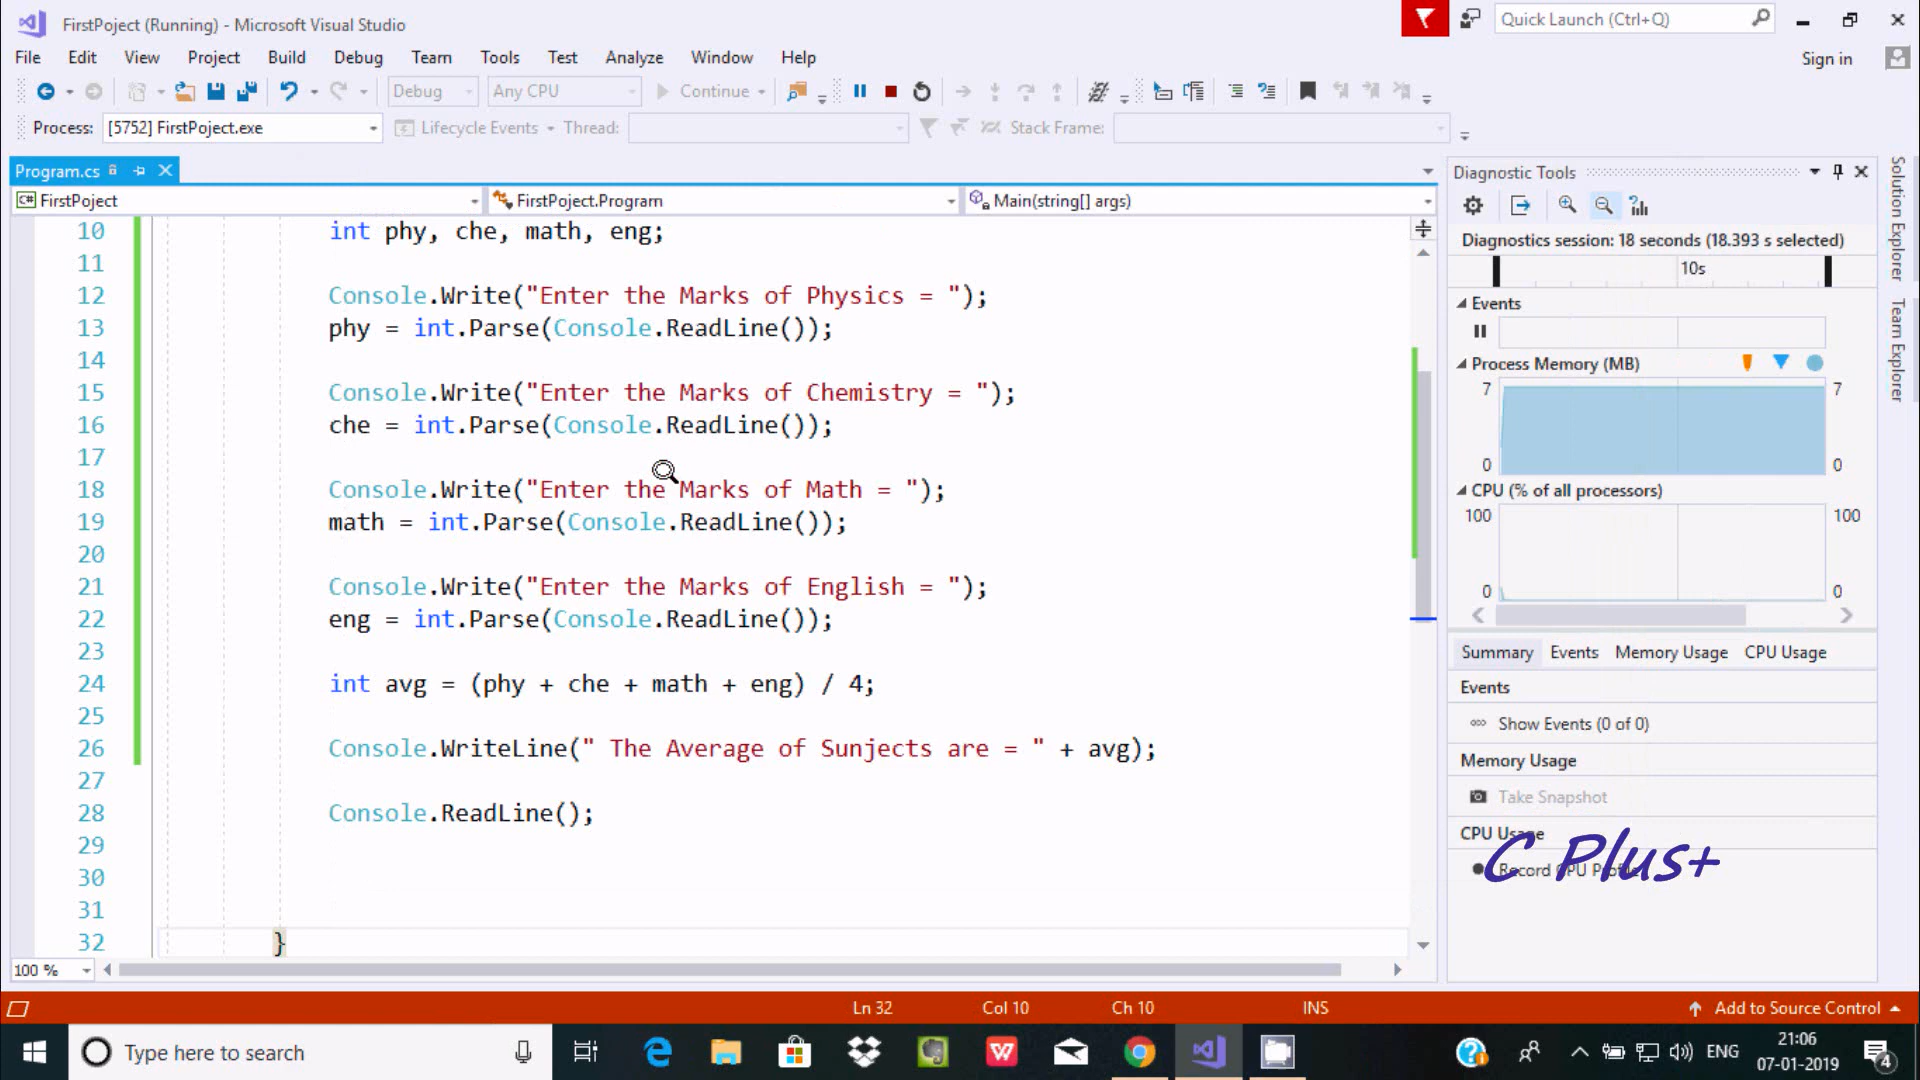 FirstPoject (Running) - Microsoft Visual Studio
Quick Launch (Ctrl+Q)
File Edit View Project Build Debug Team Tools Test Analyze Window Help
Sign in
Debug Any CPU Continue
Process: [5752] FirstPoject.exe Lifecycle Events Thread: Stack Frame:
Program.cs
C# FirstPoject FirstPoject.Program Main(string[] args)
10 int phy, che, math, eng;
11
12 Console.Write("Enter the Marks of Physics = ");
13 phy = int.Parse(Console.ReadLine());
14
15 Console.Write("Enter the Marks of Chemistry = ");
16 che = int.Parse(Console.ReadLine());
17
18 Console.Write("Enter the Marks of Math = ");
19 math = int.Parse(Console.ReadLine());
20
21 Console.Write("Enter the Marks of English = ");
22 eng = int.Parse(Console.ReadLine());
23
24 int avg = (phy + che + math + eng) / 4;
25
26 Console.WriteLine(" The Average of Sunjects are = " + avg);
27
28 Console.ReadLine();
29
30
31
32 }
100 %
Diagnostic Tools
Diagnostics session: 18 seconds (18.393 s selected)
10s
Events
Process Memory (MB)
7 7
0 0
CPU (% of all processors)
100 100
0 0
Summary Events Memory Usage CPU Usage
Events
Show Events (0 of 0)
Memory Usage
Take Snapshot
CPU Usage
Record CPU Profile
C Plus+
Solution Explorer
Team Explorer
Ln 32 Col 10 Ch 10 INS Add to Source Control
Type here to search
ENG
21:06
07-01-2019
4